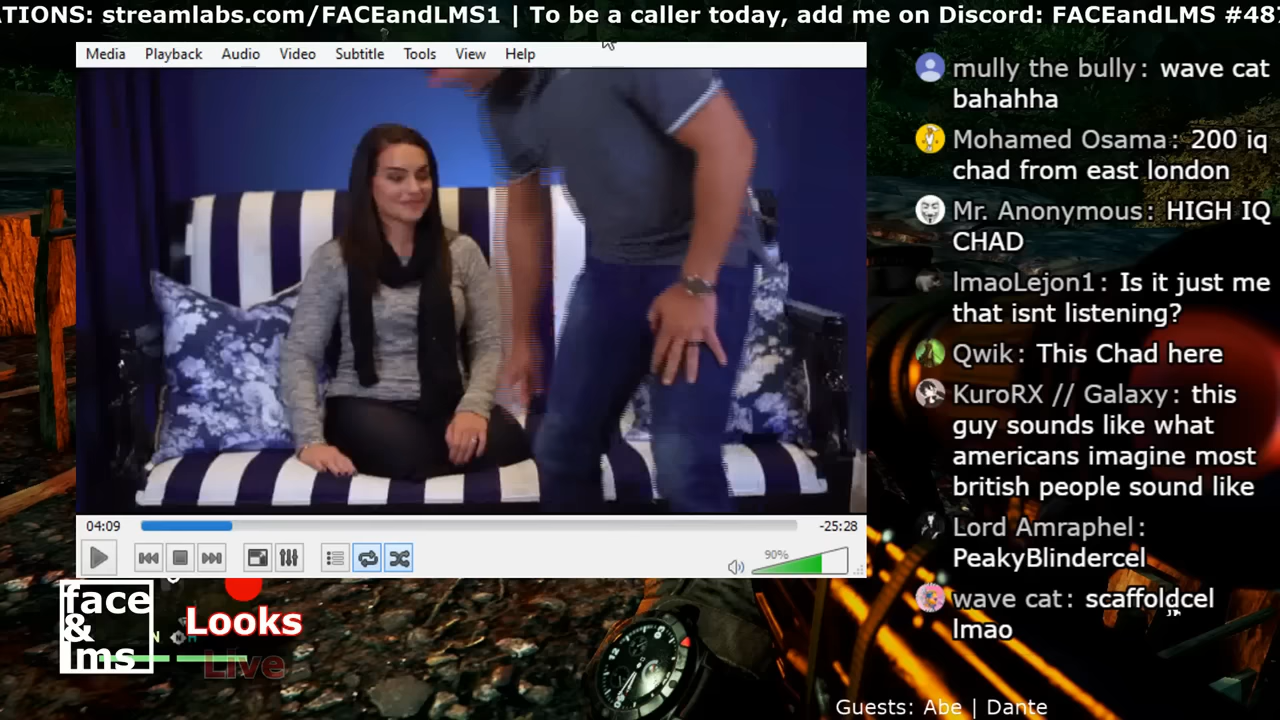 ATIONS: streamlabs.com/FACEandLMS1 | To be a caller today, add me on Discord: FACEandLMS
Media Playback Audio Video Subtitle Tools View Help
04:09 -25:28
90%
face
&
lms
Looks
Live
mully the bully: wave cat
bahahha
Mohamed Osama: 200 iq
chad from east london
Mr. Anonymous: HIGH IQ
CHAD
lmaoLejon1: Is it just me
that isnt listening?
Qwik: This Chad here
KuroRX // Galaxy: this
guy sounds like what
americans imagine most
british people sound like
Lord Amraphel:
PeakyBlindercel
wave cat: scaffoldcel
lmao
Guests: Abe | Dante